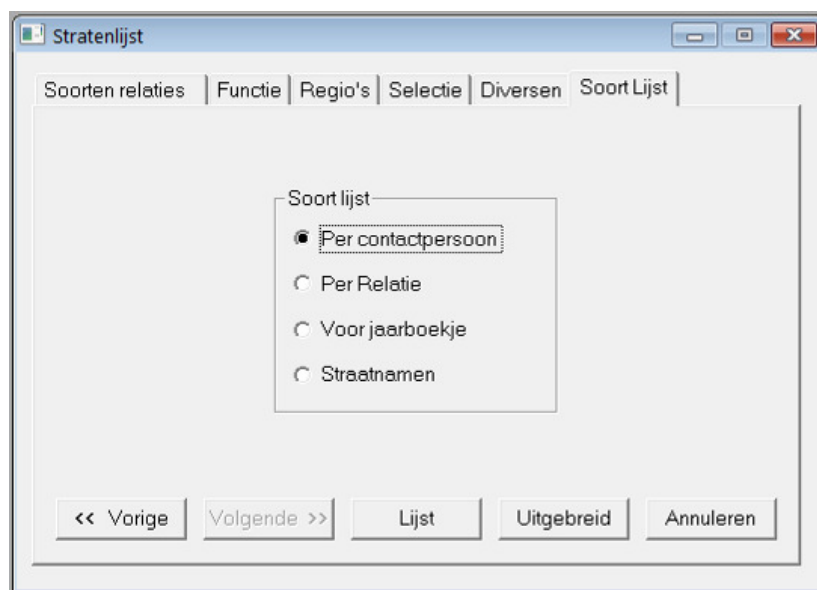 Stratenlijst
Soorten relaties Functie Regio's Selectie Diversen Soort Lijst
Soort lijst
Per contactpersoon
Per Relatie
Voor jaarboekje
Straatnamen
<< Vorige Volgende >> Lijst Uitgebreid Annuleren